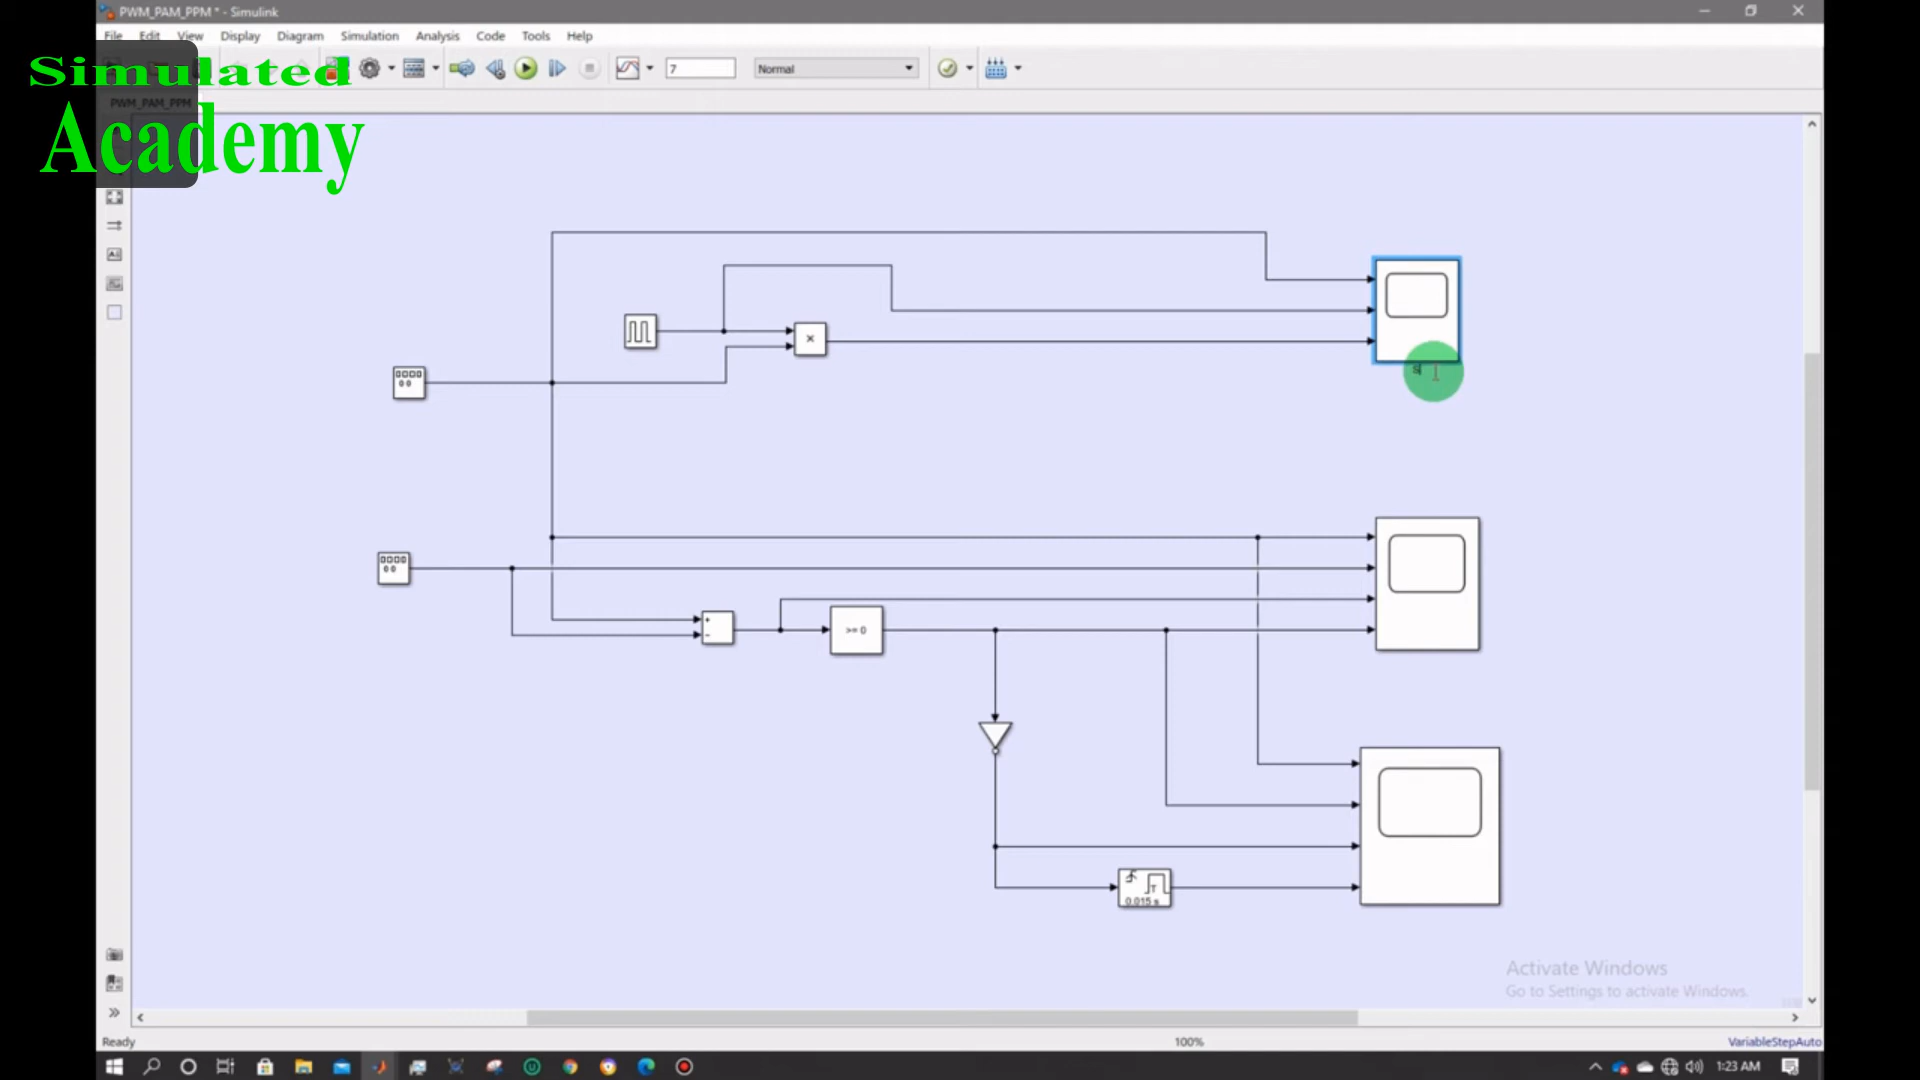 PWM_PAM_PPM * - Simulink
File Edit View Display Diagram Simulation Analysis Code Tools Help
Simulated
Academy
7
Normal
PWM_PAM_PPM
×
+
-
>= 0
T
0.015 s
Activate Windows
Go to Settings to activate Windows.
Ready
100%
VariableStepAuto
1:23 AM